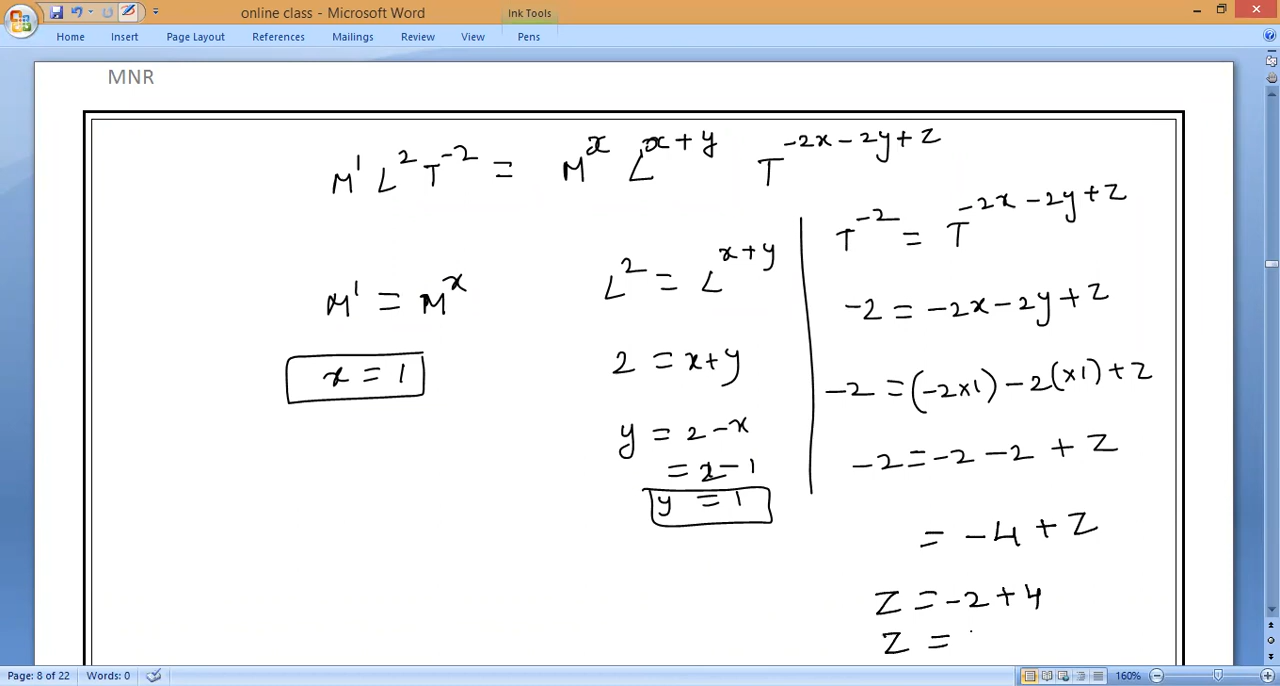 online class - Microsoft Word
Ink Tools
Home Insert Page Layout References Mailings Review View Pens
MNR
M¹ L² T⁻² = Mˣ Lˣ⁺ʸ T⁻²ˣ⁻²ʸ⁺ᶻ
M¹ = Mˣ
x = 1
L² = Lˣ⁺ʸ
2 = x+y
y = 2-x
= 2-1
y = 1
T⁻² = T⁻²ˣ⁻²ʸ⁺ᶻ
-2 = -2x-2y+z
-2 = (-2×1) -2(×1)+z
-2 = -2 -2 + z
= -4 + z
z = -2+4
z =
Page: 8 of 22 Words: 0 160%